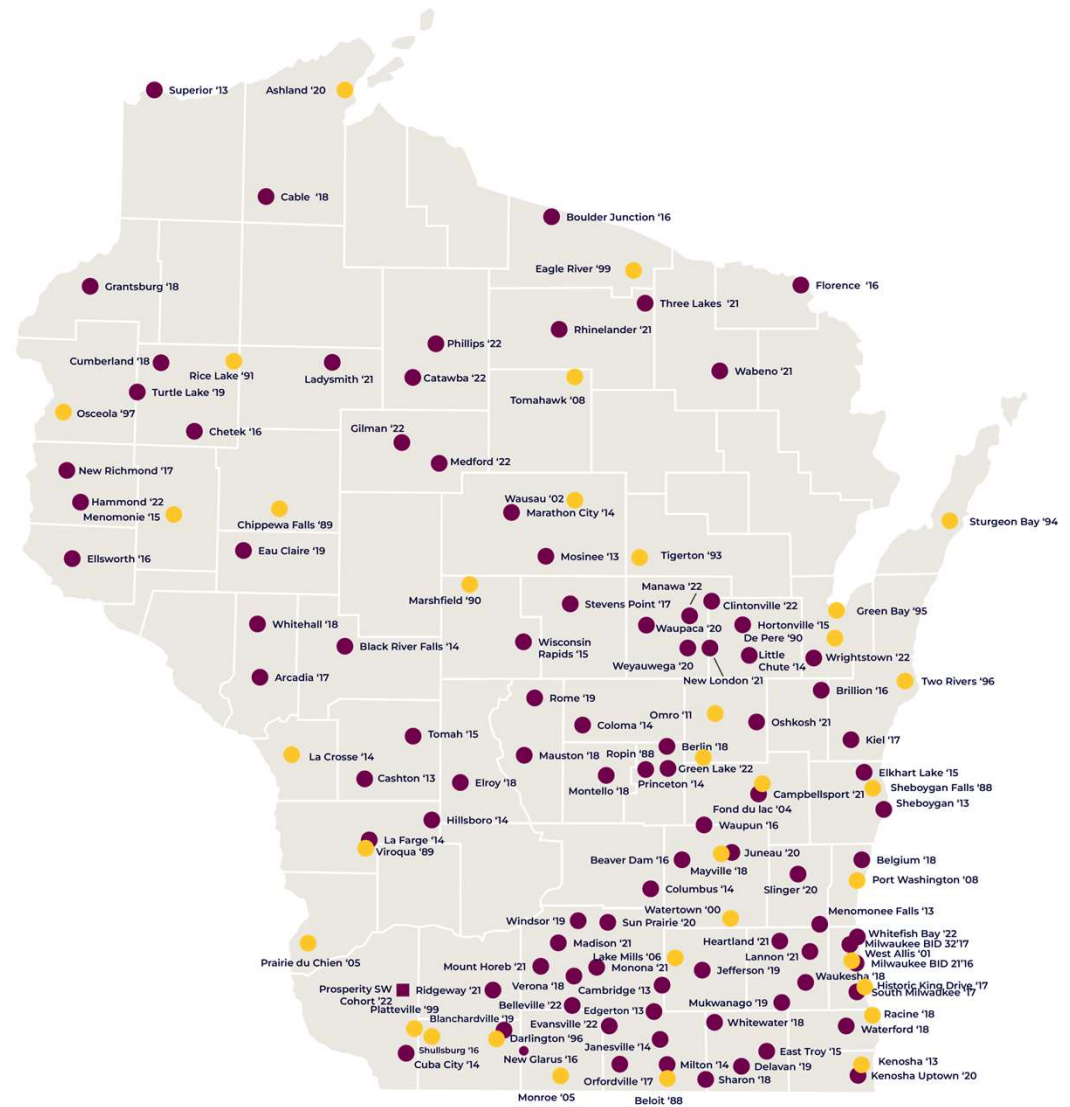 Superior ‘13
Ashland ‘20
Cable ‘18
Boulder Junction ‘16
Eagle River ‘99
Grantsburg ‘18
Florence ‘16
Three Lakes ‘21
Rhinelander ‘21
Phillips ‘22
Cumberland ‘18
Rice Lake ‘91
Ladysmith ‘21
Catawba ‘22
Wabeno ‘21
Turtle Lake ‘19
Tomahawk ‘08
Osceola ‘97
Chetek ‘16
Gilman ‘22
Medford ‘22
New Richmond ‘17
Hammond ‘22
Menomonie ‘15
Chippewa Falls ‘89
Wausau ‘02
Marathon City ‘14
Sturgeon Bay ‘94
Eau Claire ‘19
Ellsworth ‘16
Mosinee ‘13
Tigerton ‘93
Marshfield ‘90
Manawa ‘22
Stevens Point ‘17
Clintonville ‘22
Green Bay ‘95
Whitehall ‘18
Waupaca ‘20
Hortonville ‘15
De Pere ‘90
Black River Falls ‘14
Wisconsin
Rapids ‘15
Little
Chute ‘14
Wrightstown ‘22
Weyauwega ‘20
New London ‘21
Arcadia ‘17
Two Rivers ‘96
Brillion ‘16
Rome ‘19
Omro ‘11
Coloma ‘14
Oshkosh ‘21
Tomah ‘15
Kiel ‘17
Berlin ‘18
La Crosse ‘14
Mauston ‘18
Ropin ‘88
Green Lake ‘22
Elkhart Lake ‘15
Cashton ‘13
Elroy ‘18
Montello ‘18
Princeton ‘14
Sheboygan Falls ‘88
Campbellsport ‘21
Sheboygan ‘13
Fond du lac ‘04
Hillsboro ‘14
Waupun ‘16
La Farge ‘14
Viroqua ‘89
Juneau ‘20
Beaver Dam ‘16
Mayville ‘18
Belgium ‘18
Slinger ‘20
Port Washington ‘08
Columbus ‘14
Watertown ‘00
Menomonee Falls ‘13
Windsor ‘19
Sun Prairie ‘20
Whitefish Bay ‘22
Heartland ‘21
Milwaukee BID 32’17
Madison ‘21
Lannon ‘21
West Allis ‘01
Lake Mills ‘06
Milwaukee BID 21’16
Prairie du Chien ‘05
Mount Horeb ‘21
Monona ‘21
Jefferson ‘19
Waukesha ‘18
Verona ‘18
Cambridge ‘13
Historic King Drive ‘17
South Milwaukee ‘17
Prosperity SW
Cohort ‘22
Ridgeway ‘21
Platteville ‘99
Belleville ‘22
Edgerton ‘13
Mukwanago ‘19
Blanchardville ‘19
Evansville ‘22
Whitewater ‘18
Racine ‘18
Waterford ‘18
Darlington ‘96
Janesville ‘14
Shullsburg ‘16
New Glarus ‘16
East Troy ‘15
Cuba City ‘14
Milton ‘14
Delavan ‘19
Kenosha ‘13
Orfordville ‘17
Sharon ‘18
Kenosha Uptown ‘20
Monroe ‘05
Beloit ‘88